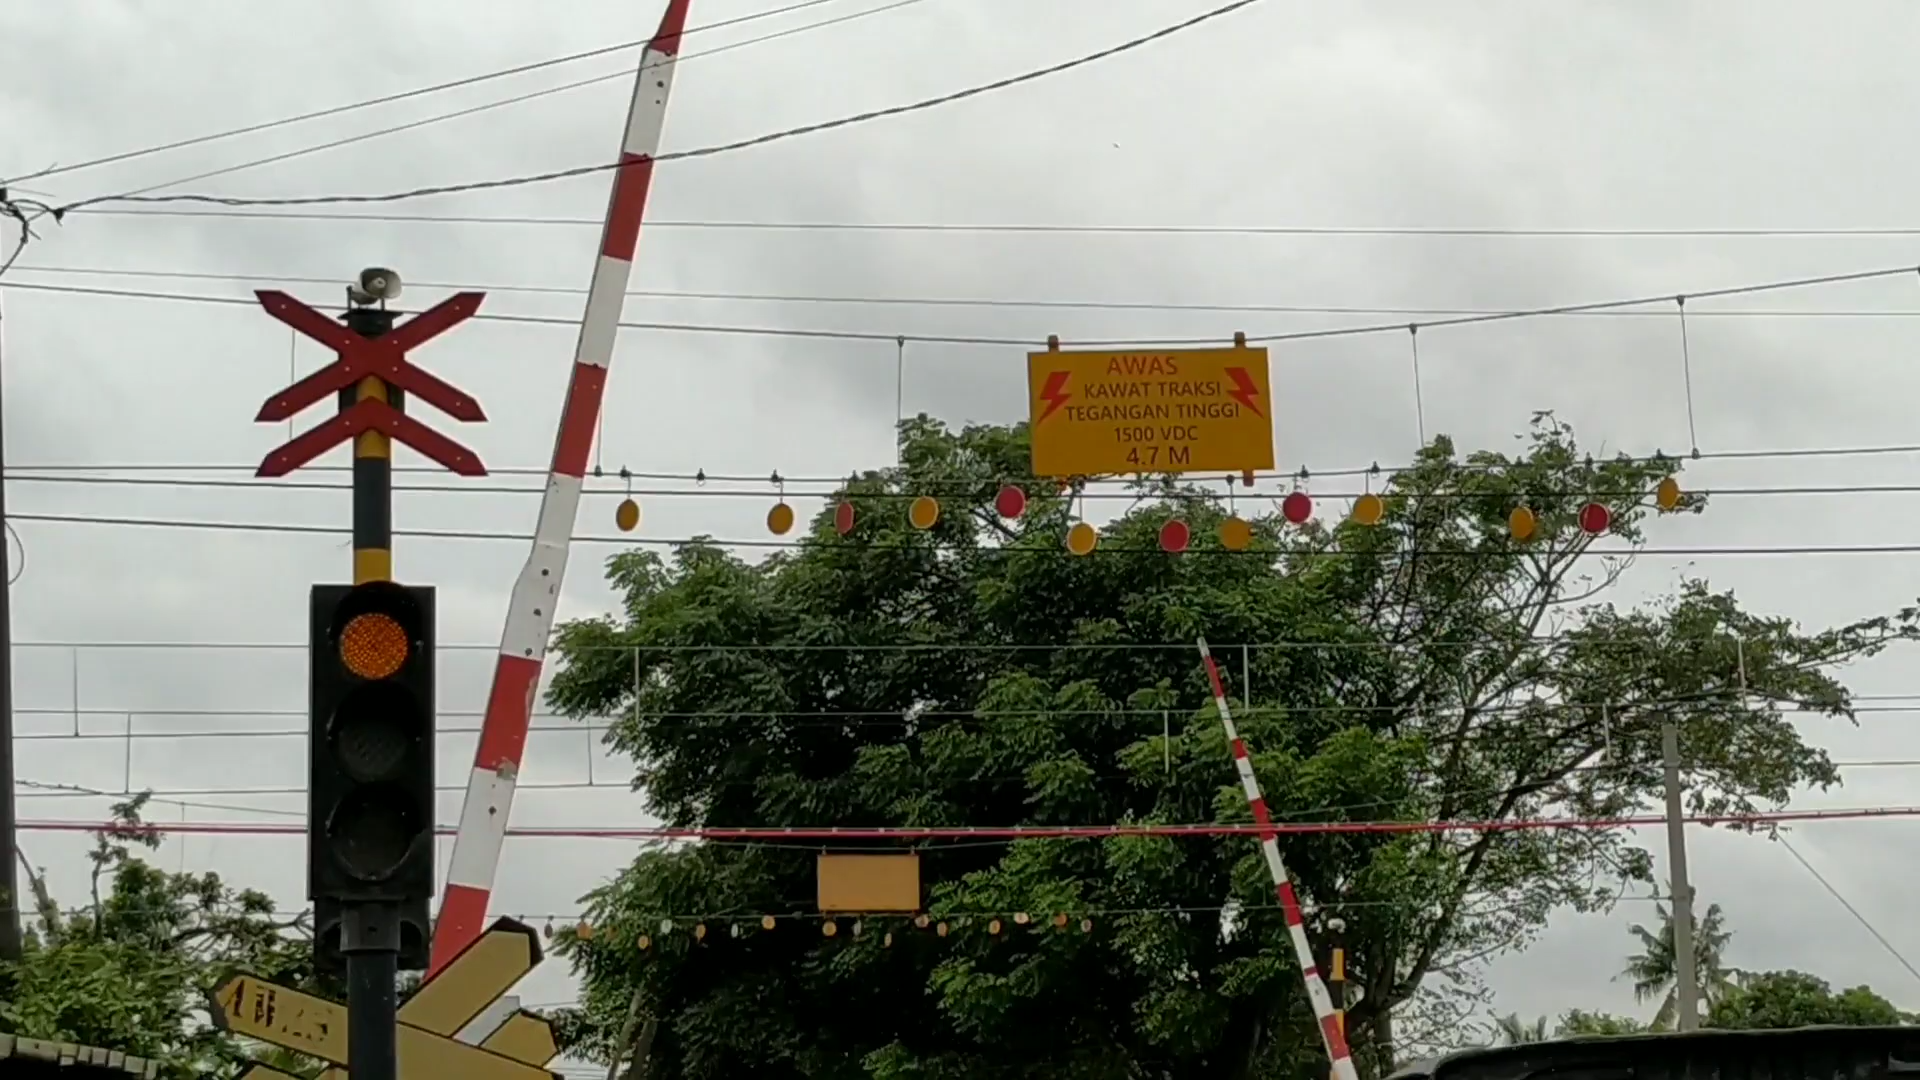 AWAS
KAWAT TRAKSI
TEGANGAN TINGGI
1500 VDC
4.7 M